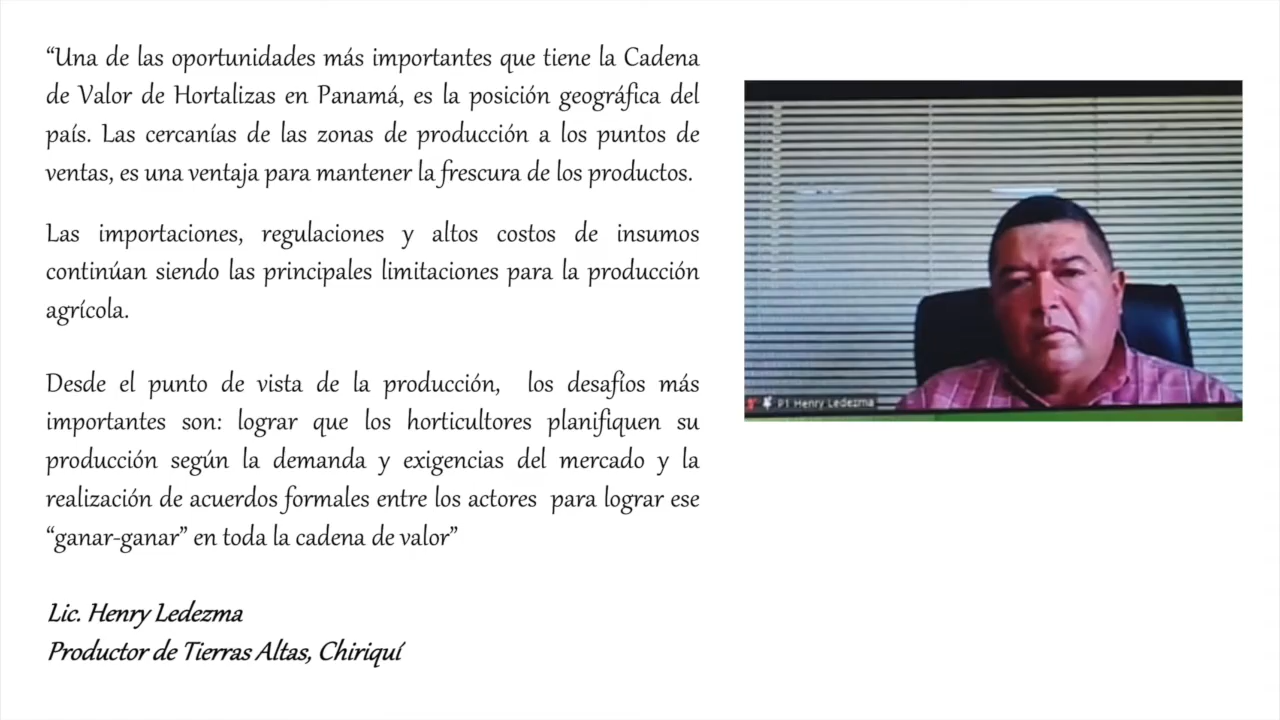 “Una de las oportunidades más importantes que tiene la Cadena
de Valor de Hortalizas en Panamá, es la posición geográfica del
país. Las cercanías de las zonas de producción a los puntos de
ventas, es una ventaja para mantener la frescura de los productos.
Las importaciones, regulaciones y altos costos de insumos
continúan siendo las principales limitaciones para la producción
agrícola.
Desde el punto de vista de la producción, los desafíos más
importantes son: lograr que los horticultores planifiquen su
producción según la demanda y exigencias del mercado y la
realización de acuerdos formales entre los actores para lograr ese
“ganar-ganar” en toda la cadena de valor”
Lic. Henry Ledezma
Productor de Tierras Altas, Chiriquí
P1 Henry Ledezma